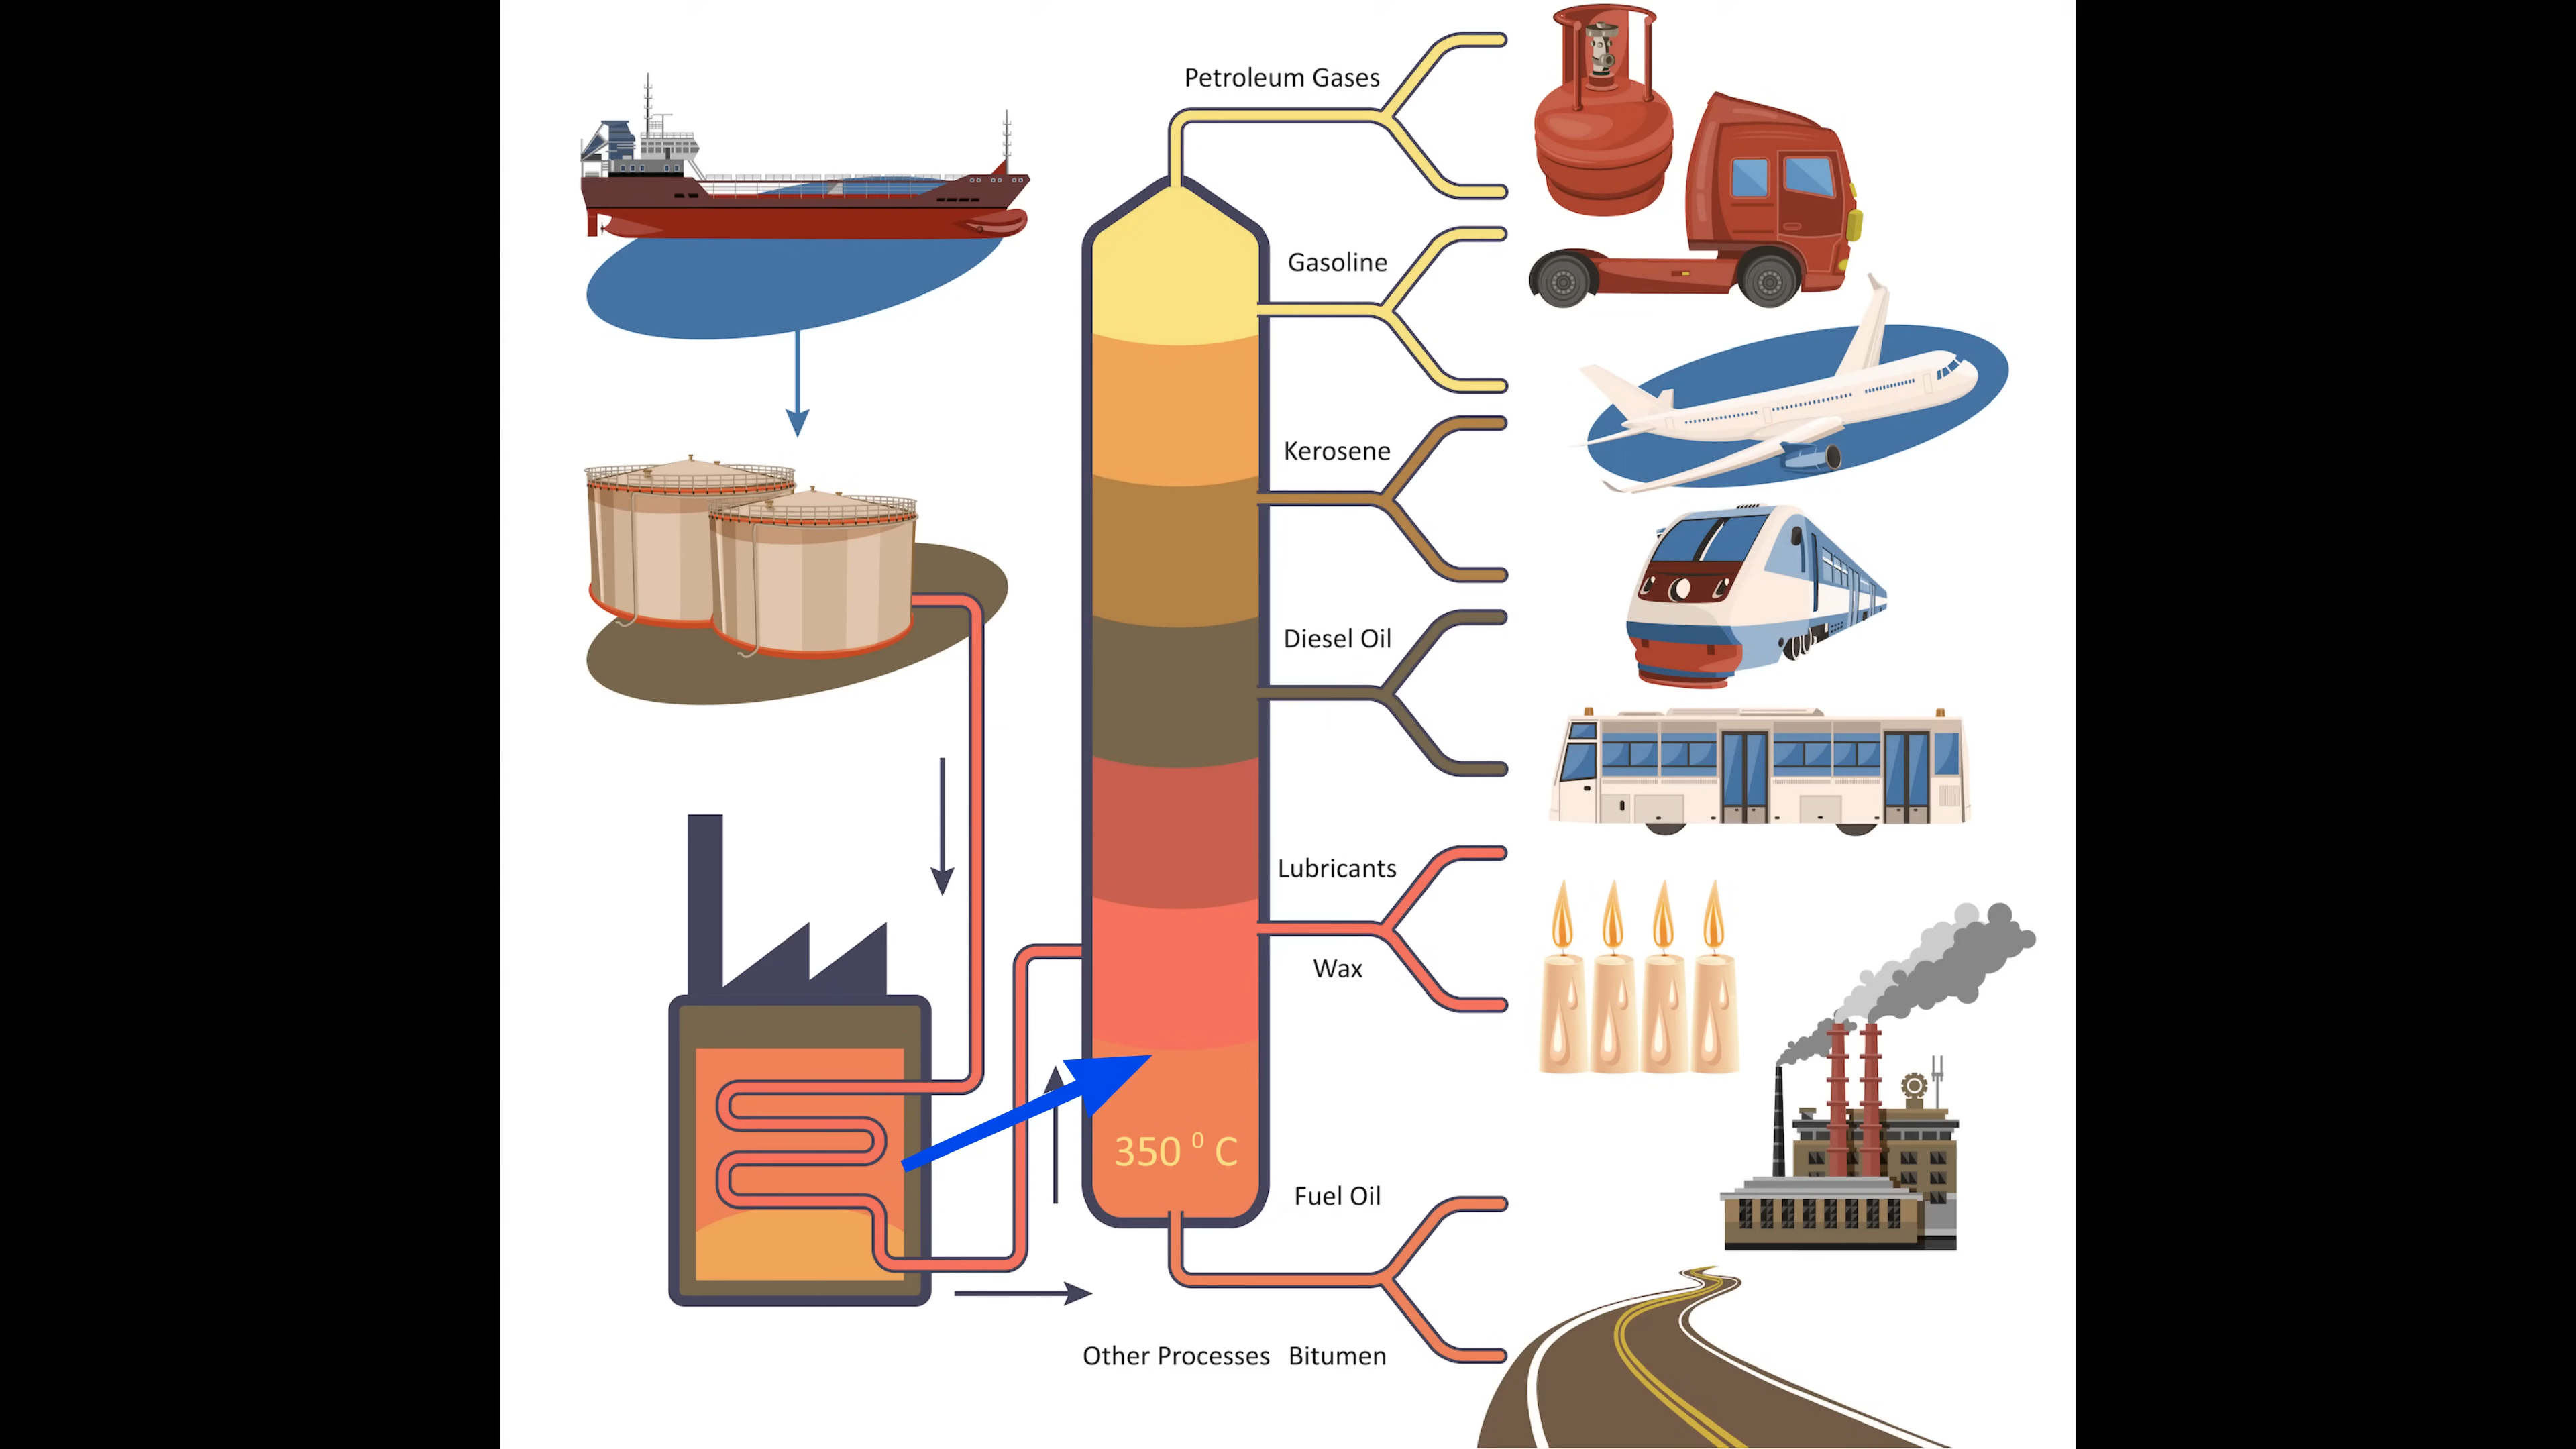 Petroleum Gases
Gasoline
Kerosene
Diesel Oil
Lubricants
Wax
350 ⁰ C
Fuel Oil
Other Processes Bitumen